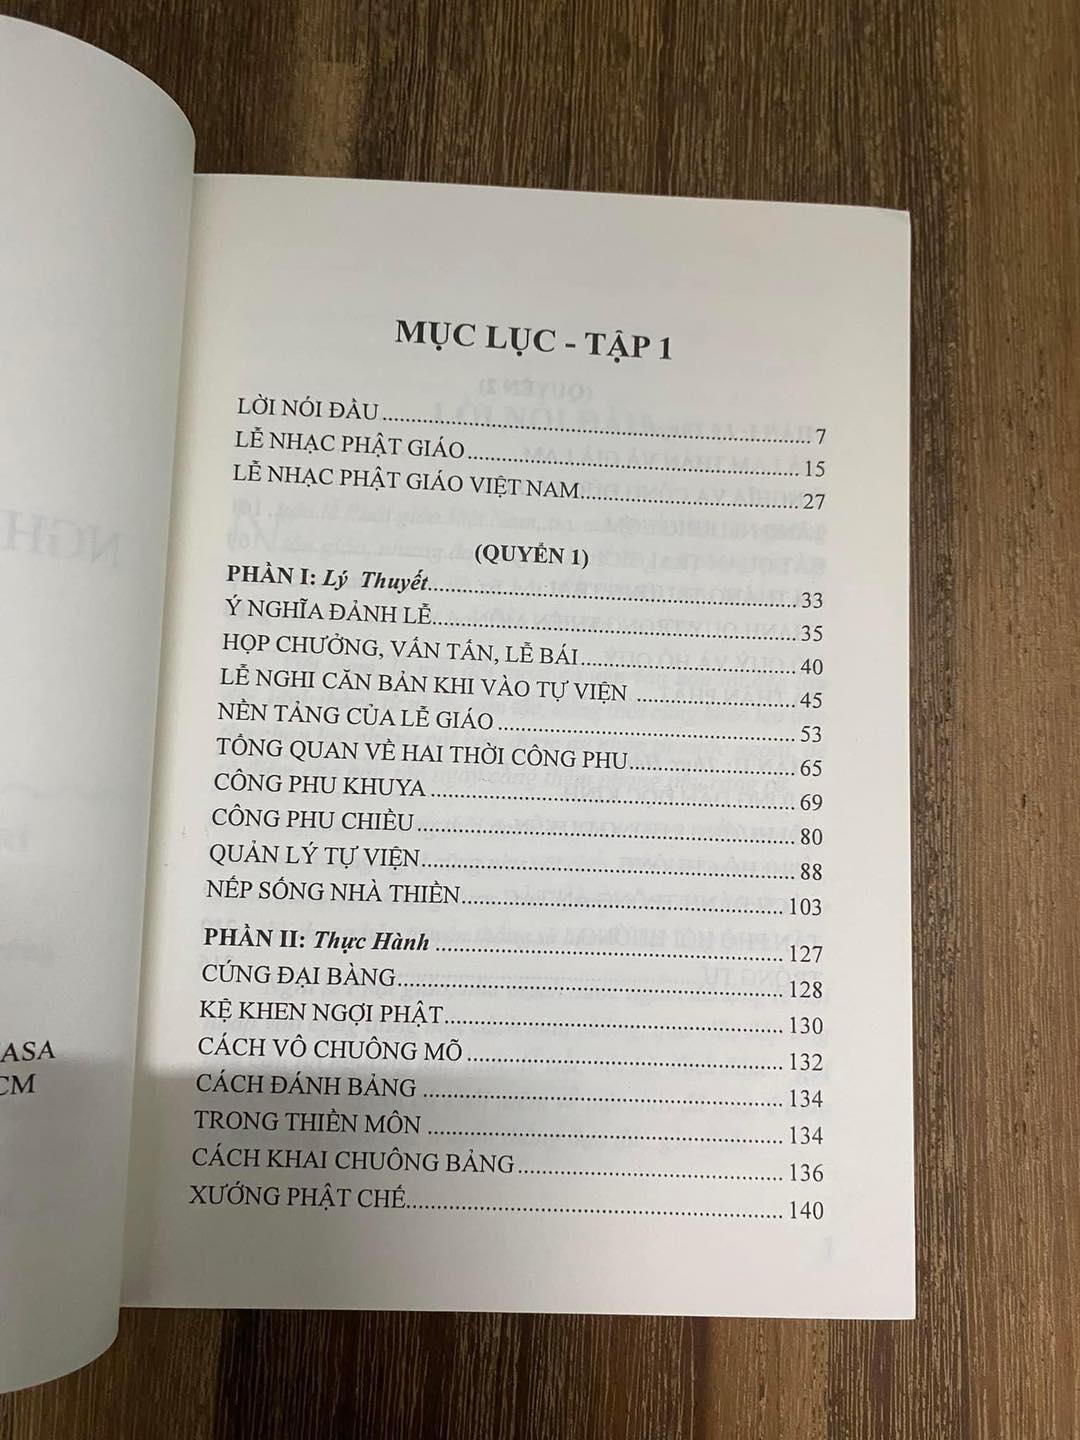 MỤC LỤC - TẬP 1
LỜI NÓI ĐẦU........................................7
LỄ NHẠC PHẬT GIÁO........................................15
LỄ NHẠC PHẬT GIÁO VIỆT NAM........................................27
(QUYỂN 1)
PHẦN I: Lý Thuyết........................................33
Ý NGHĨA ĐẢNH LỄ........................................35
HỌP CHƯỞNG, VẤN TẤN, LỄ BÁI........................................40
LỄ NGHI CĂN BẢN KHI VÀO TỰ VIỆN ........................................45
NỀN TẢNG CỦA LỄ GIÁO........................................53
TỔNG QUAN VỀ HAI THỜI CÔNG PHU........................................65
CÔNG PHU KHUYA ........................................69
CÔNG PHU CHIỀU........................................80
QUẢN LÝ TỰ VIỆN........................................88
NẾP SỐNG NHÀ THIỀN........................................103
PHẦN II: Thực Hành ........................................127
CÚNG ĐẠI BÀNG........................................128
KỆ KHEN NGỢI PHẬT........................................130
CÁCH VÔ CHUÔNG MÕ ........................................132
CÁCH ĐÁNH BẢNG ........................................134
TRONG THIỀN MÔN ........................................134
CÁCH KHAI CHUÔNG BẢNG........................................136
XƯỚNG PHẬT CHẾ........................................140
NGH
ASA
CM
1